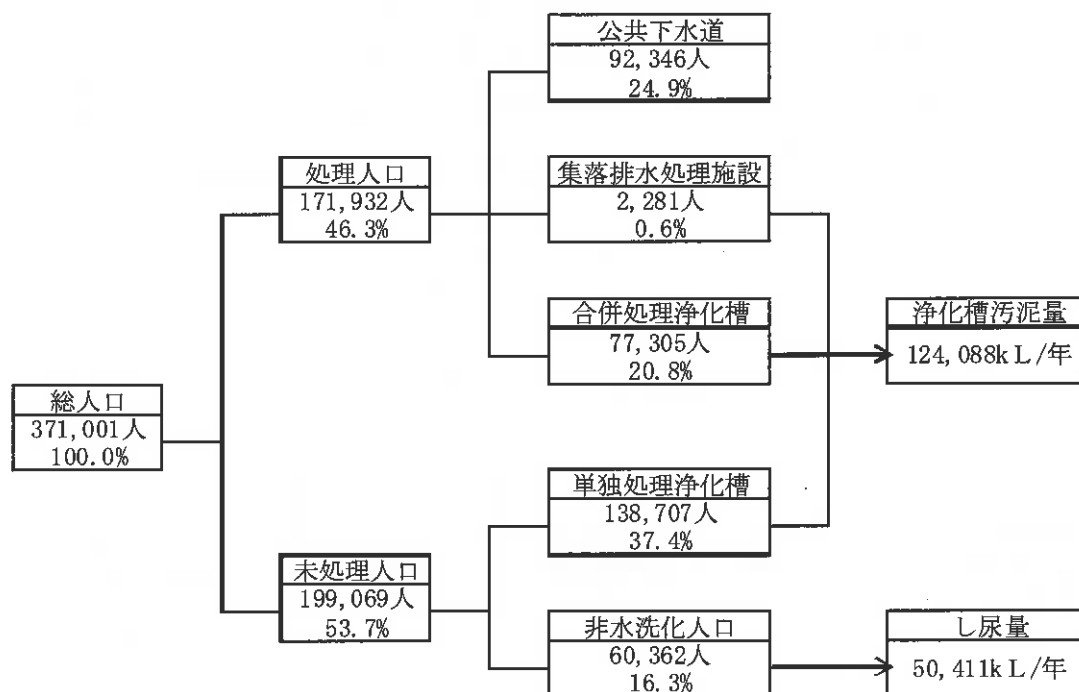 公共下水道
92,346人
24.9%
処理人口
171,932人
46.3%
集落排水処理施設
2,281人
0.6%
合併処理浄化槽
77,305人
20.8%
浄化槽汚泥量
124,088kL/年
総人口
371,001人
100.0%
単独処理浄化槽
138,707人
37.4%
未処理人口
199,069人
53.7%
非水洗化人口
60,362人
16.3%
し尿量
50,411kL/年